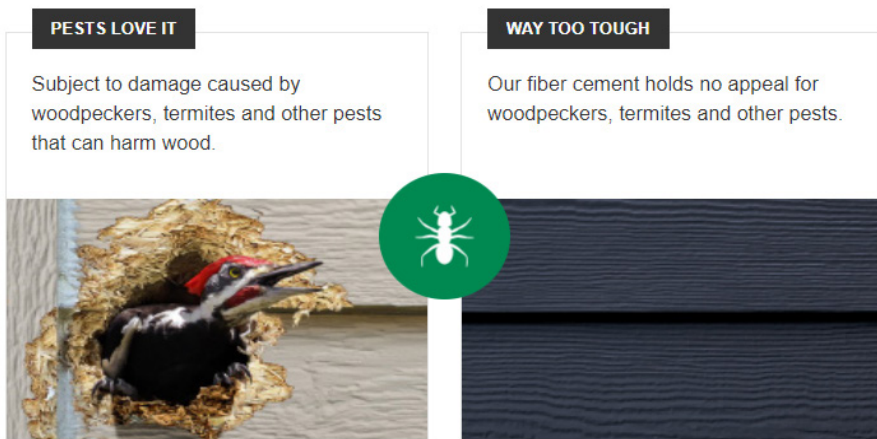 PESTS LOVE IT
Subject to damage caused by
woodpeckers, termites and other pests
that can harm wood.
WAY TOO TOUGH
Our fiber cement holds no appeal for
woodpeckers, termites and other pests.